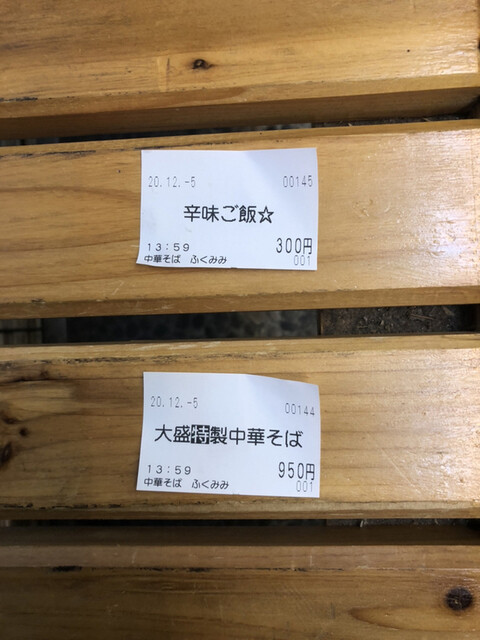 20.12.-5 00145
辛味ご飯☆
13:59 300円
中華そば ふくみみ 001
20.12.-5 00144
大盛特製中華そば
13:59 950円
中華そば ふくみみ 001